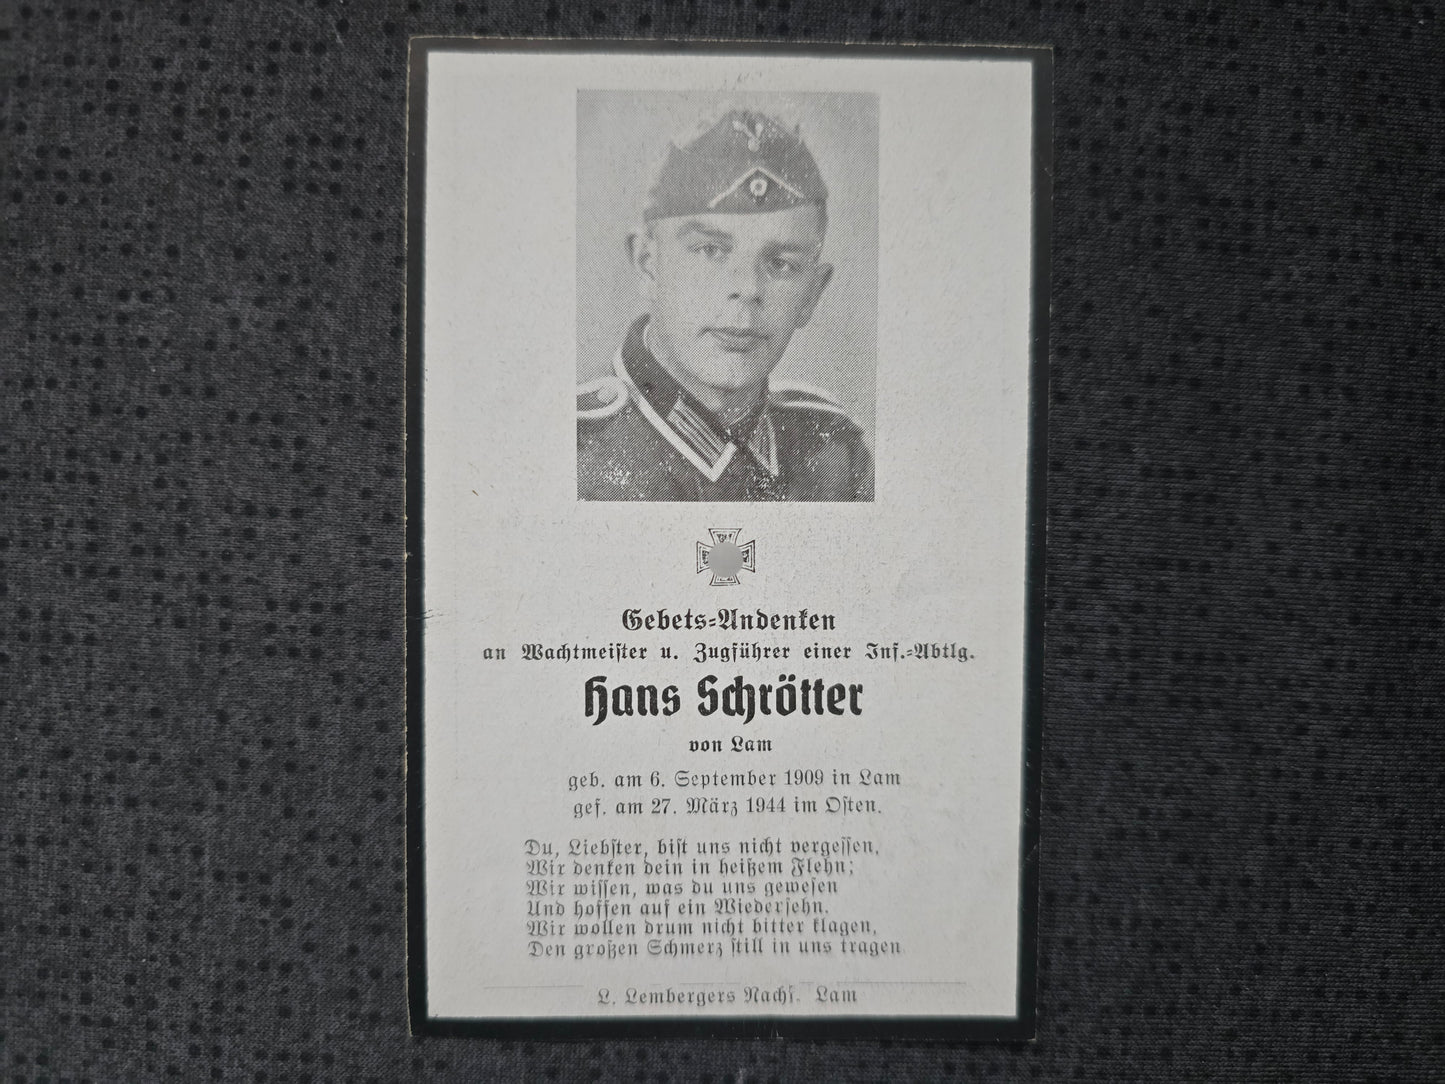 Gebets-Andenken
an Wachtmeister u. Zugführer einer Inf.-Abtlg.
Hans Schrötter
von Lam
geb. am 6. September 1909 in Lam
gef. am 27. März 1944 im Osten.
Du, Liebster, bist uns nicht vergessen,
Wir denken dein in heißem Flehn;
Wir wissen, was du uns gewesen
Und hoffen auf ein Wiedersehn.
Wir wollen drum nicht bitter klagen,
Den großen Schmerz still in uns tragen
L. Lembergers Nachf. Lam